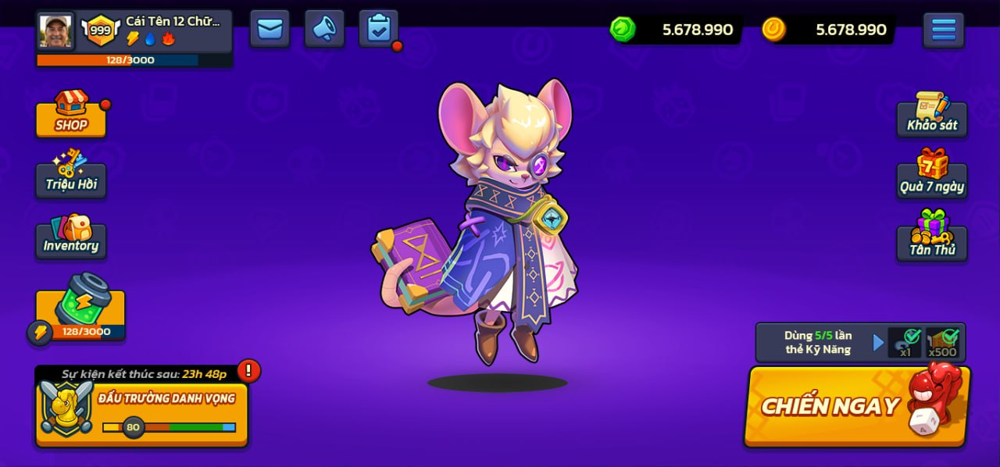 999
Cái Tên 12 Chữ...
128/3000
5.678.990
5.678.990
SHOP
Triệu Hồi
Inventory
128/3000
Sự kiện kết thúc sau: 23h 48p
!
ĐẤU TRƯỜNG DANH VỌNG
80
Khảo sát
7
Quà 7 ngày
Tân Thủ
Dùng 5/5 lần
thẻ Kỹ Năng
x1
x500
CHIẾN NGAY